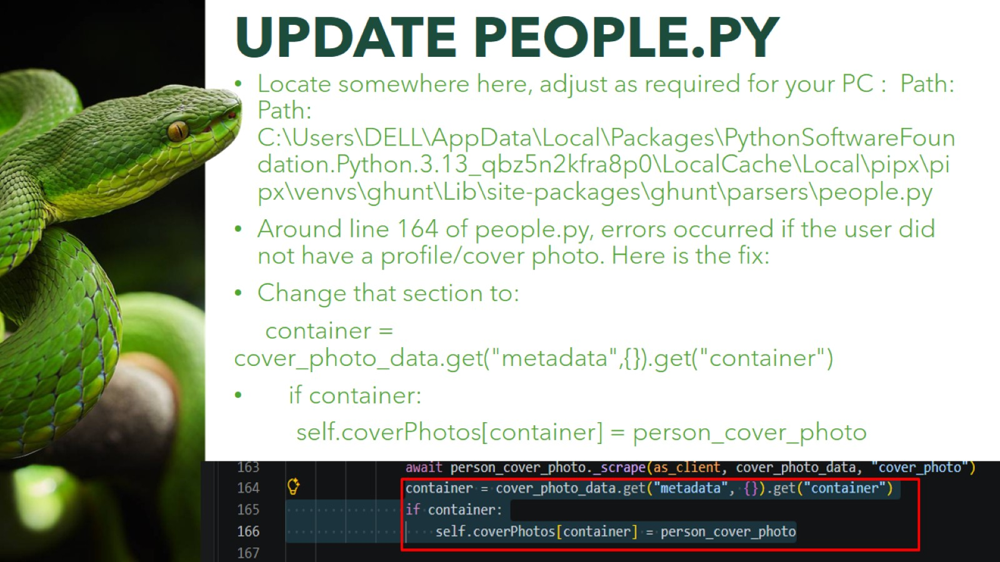 UPDATE PEOPLE.PY
• Locate somewhere here, adjust as required for your PC :  Path:
Path:
C:\Users\DELL\AppData\Local\Packages\PythonSoftwareFoun
dation.Python.3.13_qbz5n2kfra8p0\LocalCache\Local\pipx\pi
px\venvs\ghunt\Lib\site-packages\ghunt\parsers\people.py
• Around line 164 of people.py, errors occurred if the user did
not have a profile/cover photo. Here is the fix:
• Change that section to:
container =
cover_photo_data.get("metadata",{}).get("container")
• if container:
self.coverPhotos[container] = person_cover_photo
163 await person_cover_photo._scrape(as_client, cover_photo_data, "cover_photo")
164 container = cover_photo_data.get("metadata", {}).get("container")
165 if container:
166 self.coverPhotos[container] = person_cover_photo
167